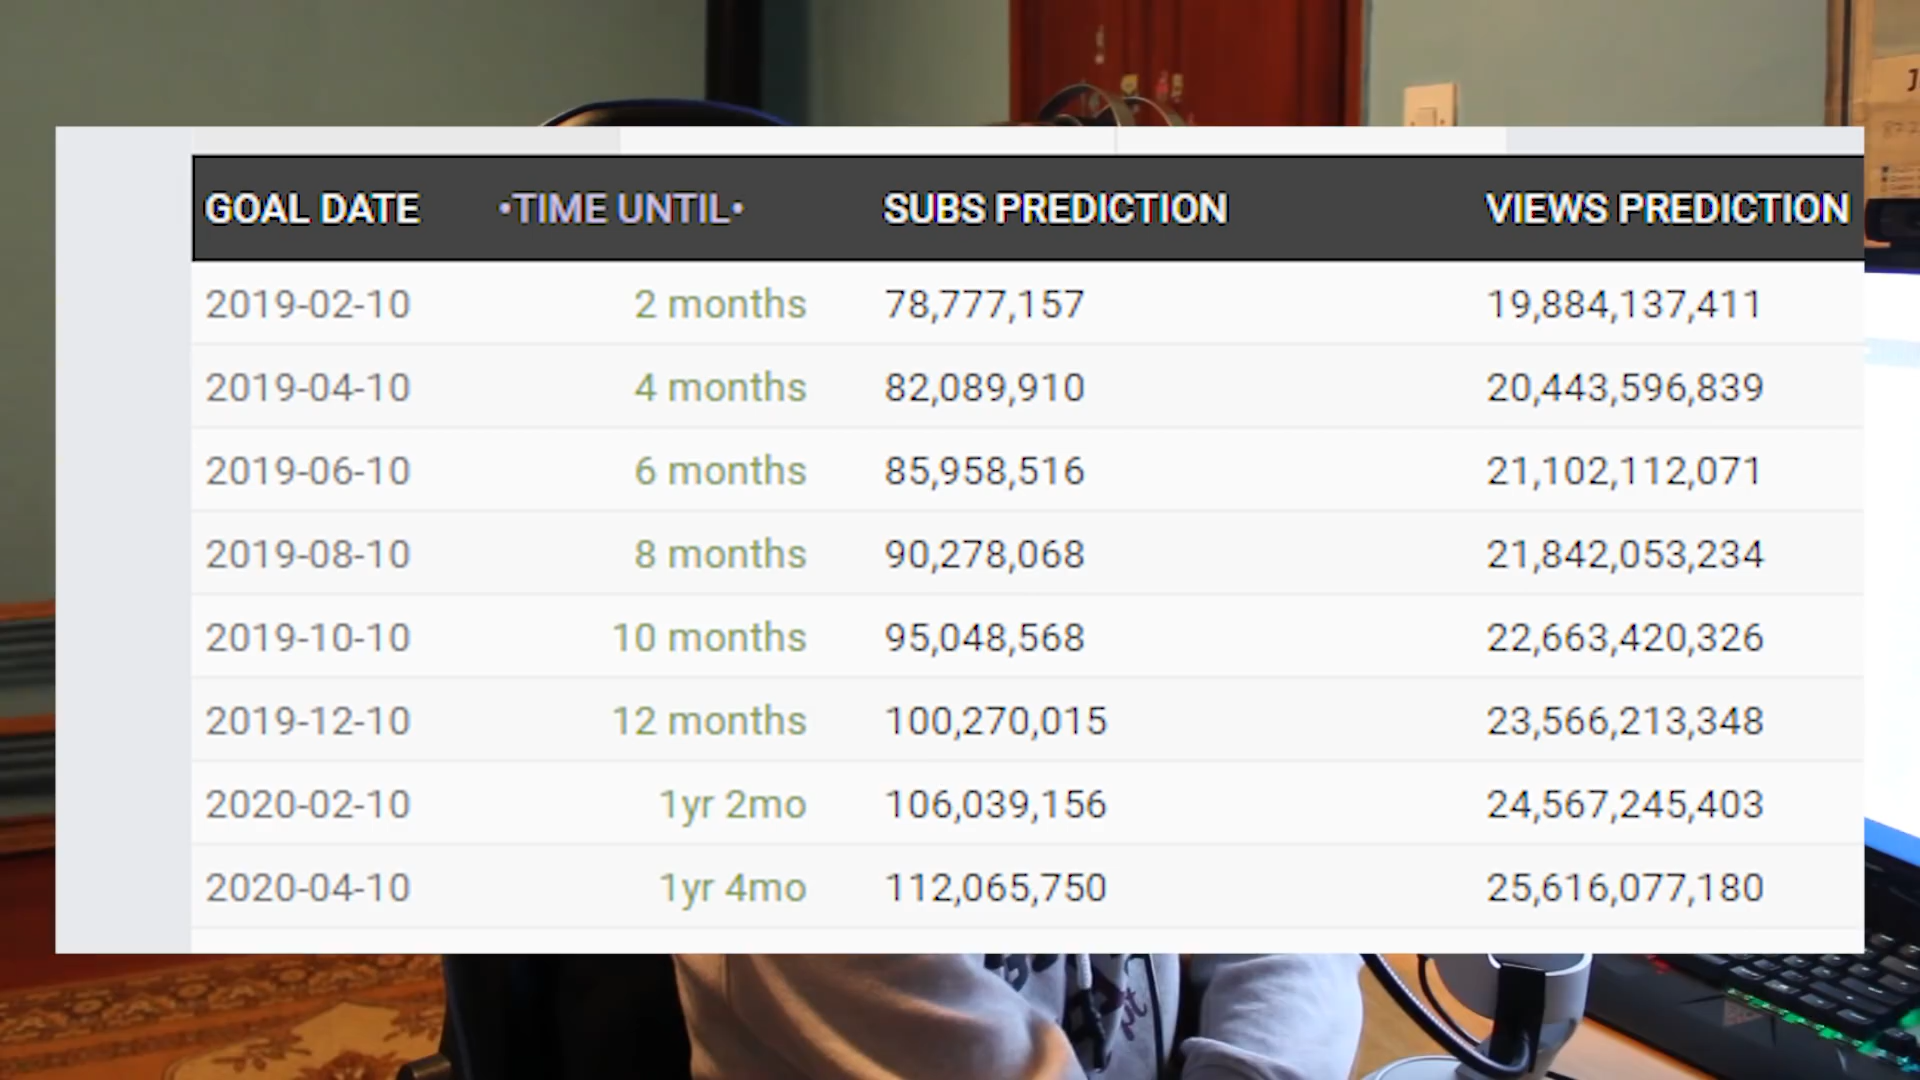 GOAL DATE •TIME UNTIL• SUBS PREDICTION VIEWS PREDICTION
2019-02-10 2 months 78,777,157 19,884,137,411
2019-04-10 4 months 82,089,910 20,443,596,839
2019-06-10 6 months 85,958,516 21,102,112,071
2019-08-10 8 months 90,278,068 21,842,053,234
2019-10-10 10 months 95,048,568 22,663,420,326
2019-12-10 12 months 100,270,015 23,566,213,348
2020-02-10 1yr 2mo 106,039,156 24,567,245,403
2020-04-10 1yr 4mo 112,065,750 25,616,077,180